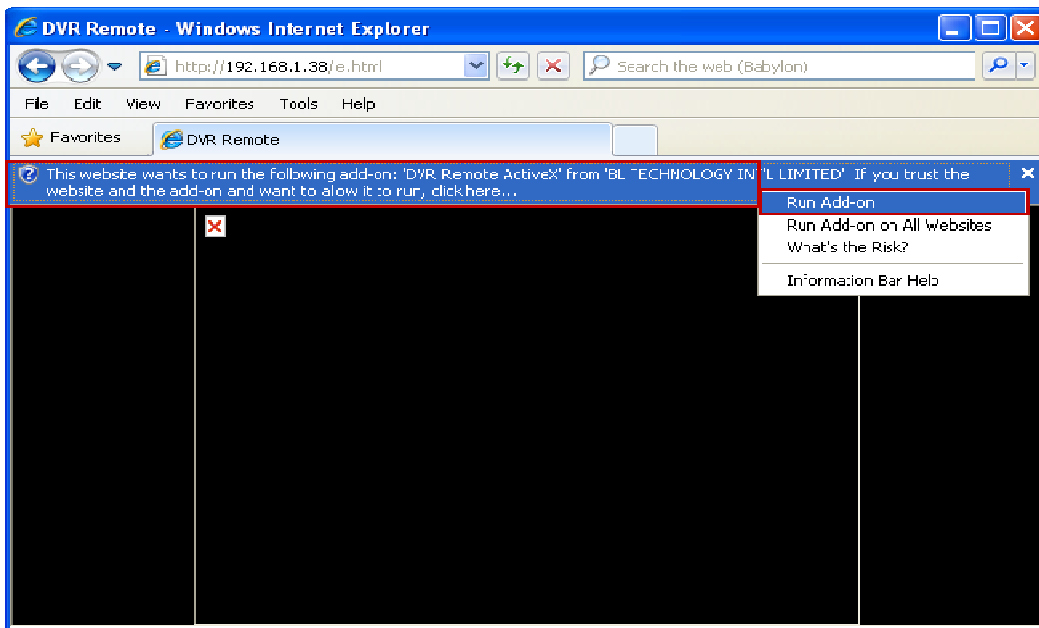 DVR Remote - Windows Internet Explorer
http://192.168.1.38/e.html
Search the web (Babylon)
File Edit View Favorites Tools Help
Favorites
DVR Remote
This website wants to run the following add-on: 'DVR Remote ActiveX' from 'BL TECHNOLOGY IN 'L LIMITED' If you trust the
website and the add-on and want to allow it to run, click here...
Run Add-on
Run Add-on on All Websites
What's the Risk?
Information Bar Help